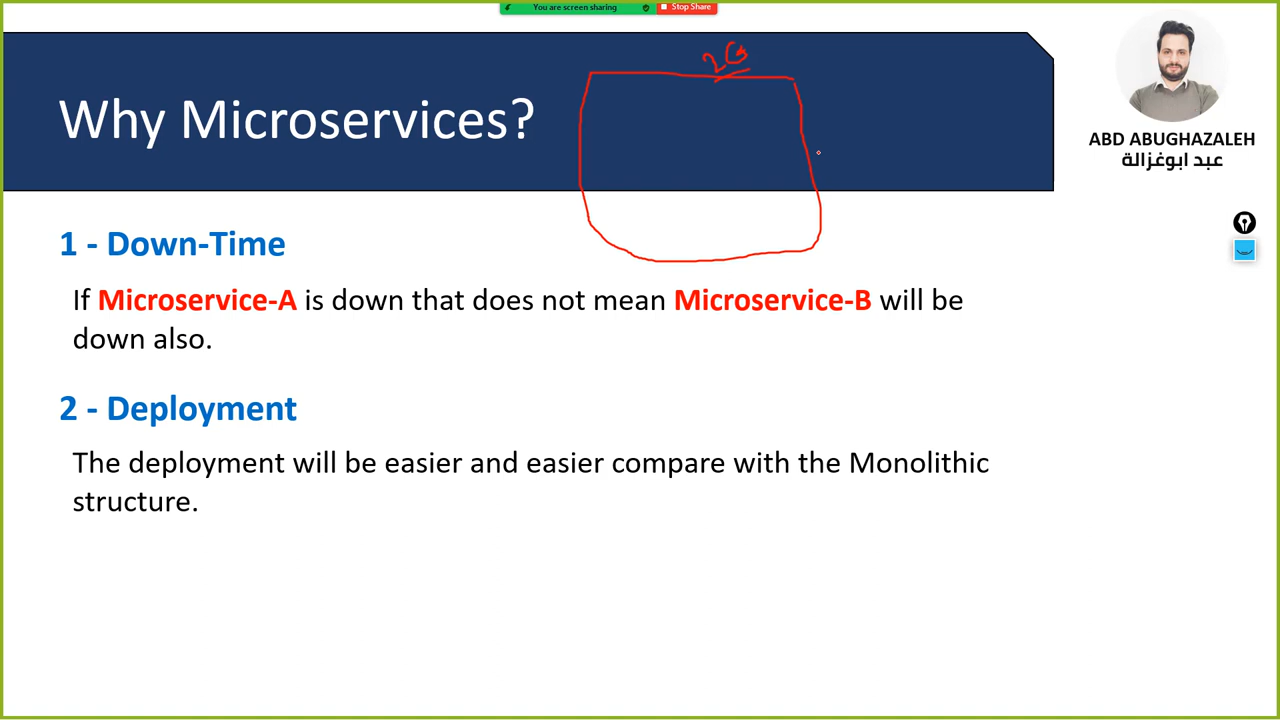 You are screen sharing
Stop Share
2G
Why Microservices?
ABD ABUGHAZALEH
عبد ابوغزالة
1 - Down-Time
If Microservice-A is down that does not mean Microservice-B will be
down also.
2 - Deployment
The deployment will be easier and easier compare with the Monolithic
structure.